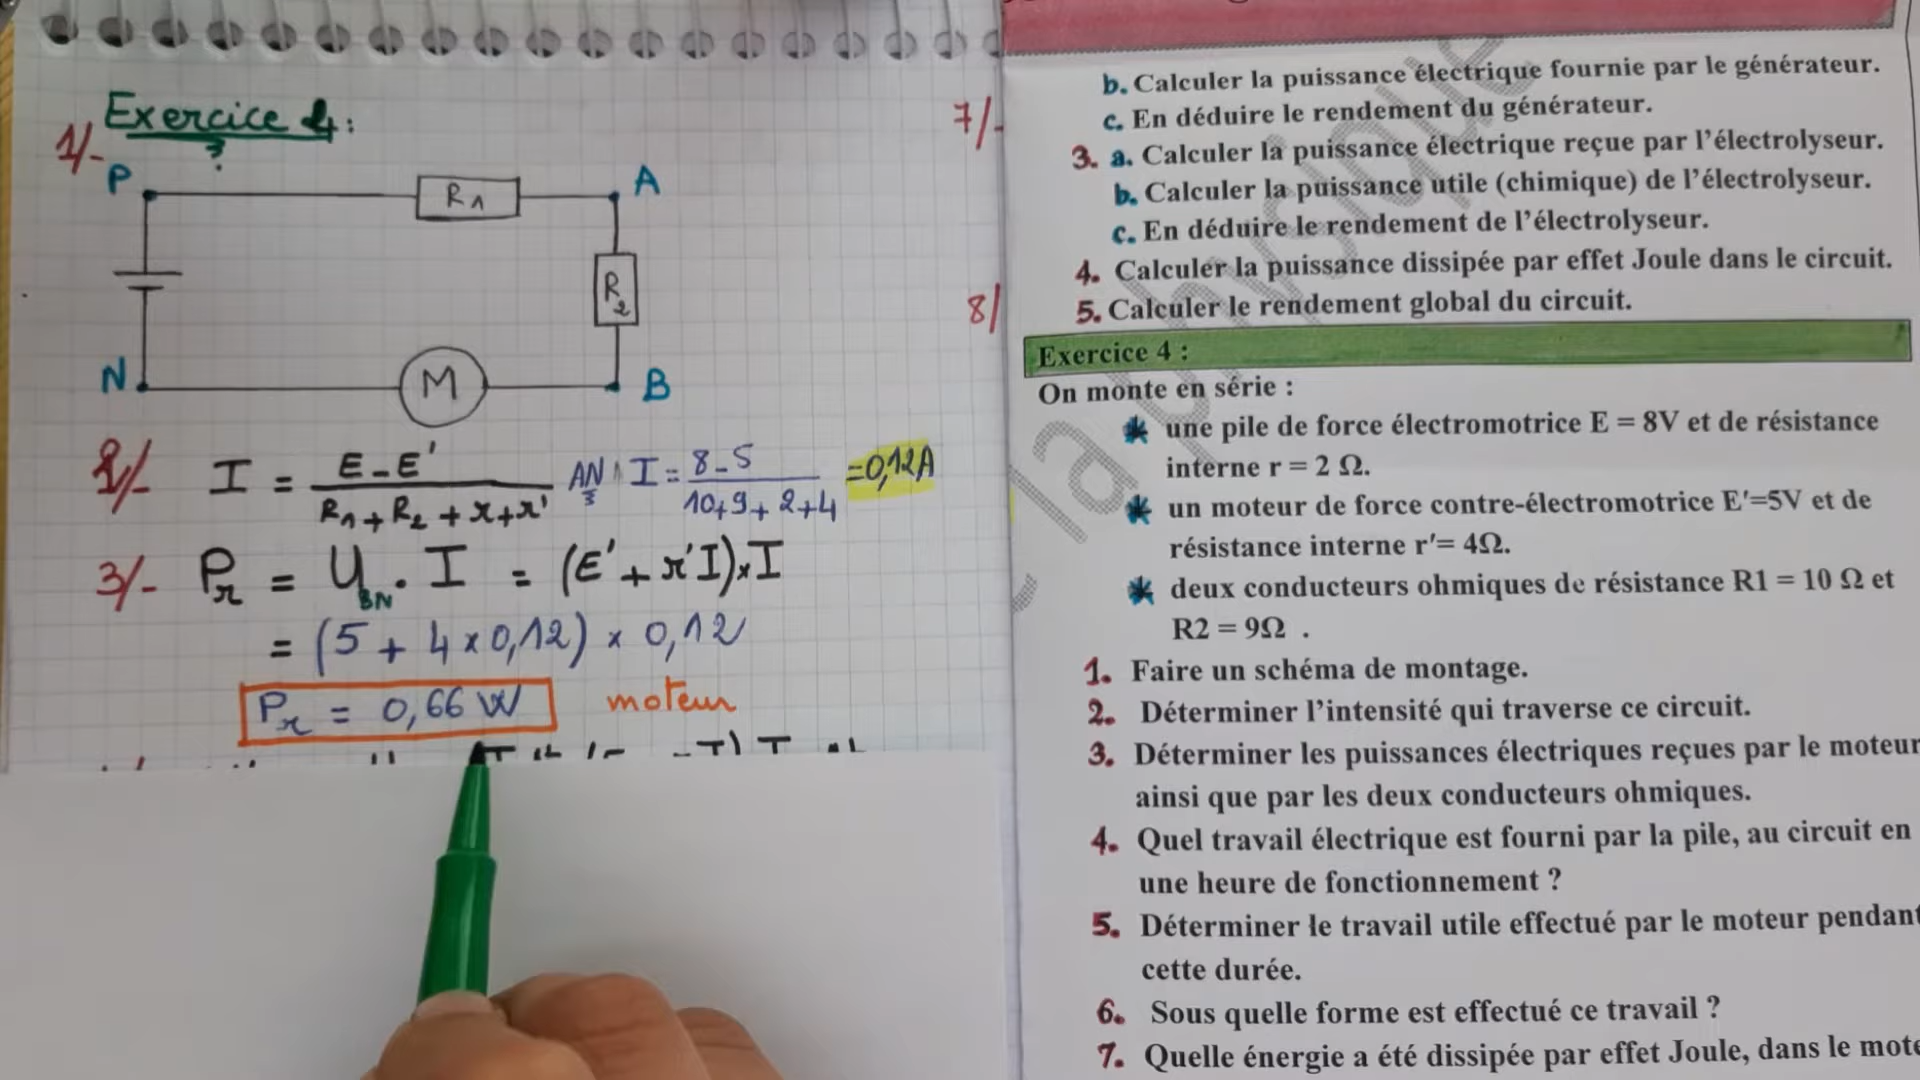 Exercice 4 :
1/-
P
R1
A
R2
N
M
B
2/- I = E - E' / R1 + R2 + r + r' AN : I = 8 - 5 / 10 + 9 + 2 + 4 = 0,12A
3/- Pr = U_BN . I = (E' + r'I) × I
= (5 + 4 × 0,12) × 0,12
Pr = 0,66 W moteur
7/-
8/
b. Calculer la puissance électrique fournie par le générateur.
c. En déduire le rendement du générateur.
3. a. Calculer la puissance électrique reçue par l'électrolyseur.
b. Calculer la puissance utile (chimique) de l'électrolyseur.
c. En déduire le rendement de l'électrolyseur.
4. Calculer la puissance dissipée par effet Joule dans le circuit.
5. Calculer le rendement global du circuit.
Exercice 4 :
On monte en série :
une pile de force électromotrice E = 8V et de résistance
interne r = 2 Ω.
un moteur de force contre-électromotrice E'=5V et de
résistance interne r'= 4Ω.
deux conducteurs ohmiques de résistance R1 = 10 Ω et
R2 = 9Ω .
1. Faire un schéma de montage.
2. Déterminer l'intensité qui traverse ce circuit.
3. Déterminer les puissances électriques reçues par le moteur
ainsi que par les deux conducteurs ohmiques.
4. Quel travail électrique est fourni par la pile, au circuit en
une heure de fonctionnement ?
5. Déterminer le travail utile effectué par le moteur pendant
cette durée.
6. Sous quelle forme est effectué ce travail ?
7. Quelle énergie a été dissipée par effet Joule, dans le mote
la physique